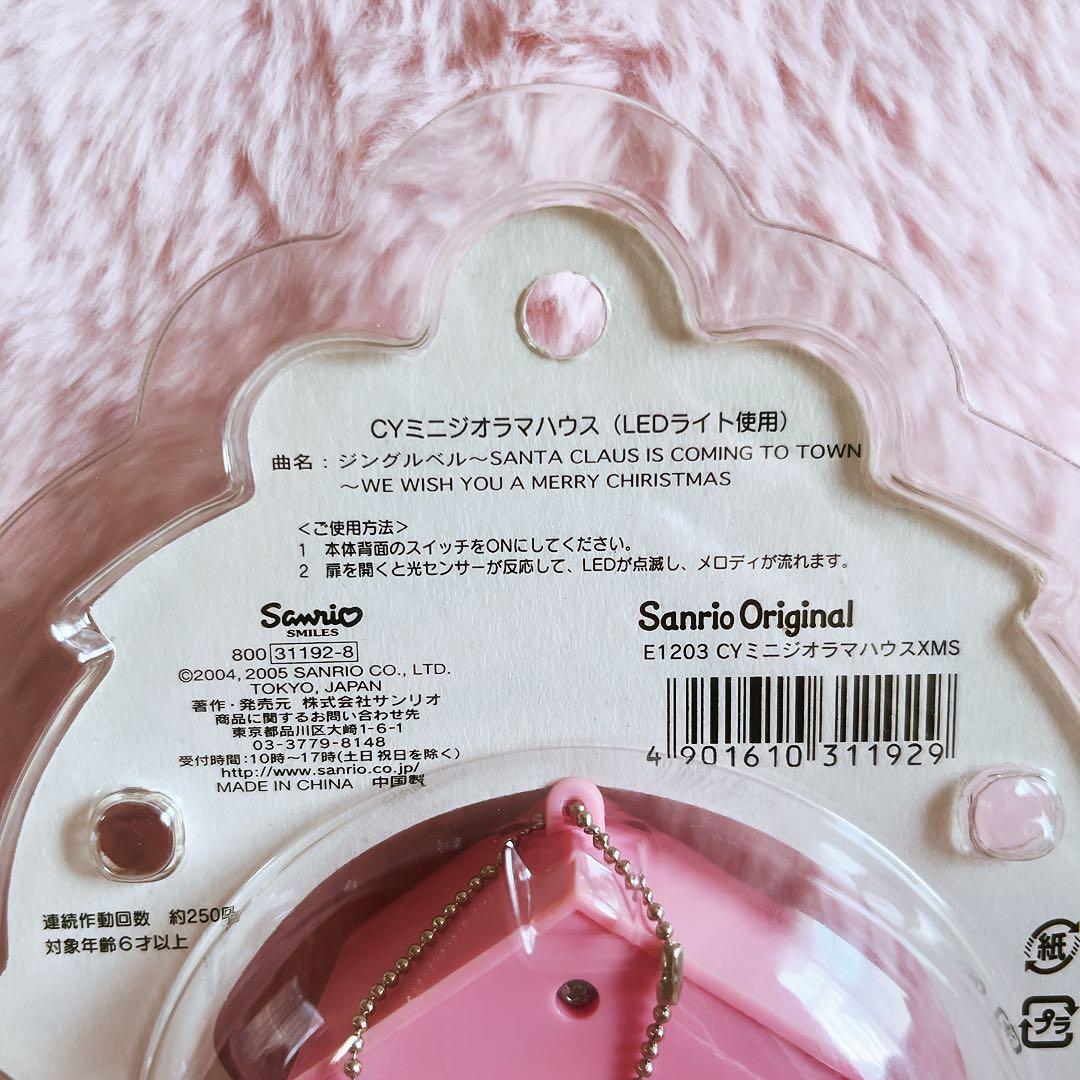 CYミニジオラマハウス（LEDライト使用）
曲名：ジングルベル～SANTA CLAUS IS COMING TO TOWN
～WE WISH YOU A MERRY CHIRISTMAS
＜ご使用方法＞
1 本体背面のスイッチをONにしてください。
2 扉を開くと光センサーが反応して、LEDが点滅し、メロディが流れます。
Sanrio
SMILES
800 31192-8
©2004, 2005 SANRIO CO., LTD.
TOKYO, JAPAN
著作・発売元 株式会社サンリオ
商品に関するお問い合わせ先
東京都品川区大崎1-6-1
03-3779-8148
受付時間:10時～17時(土日祝日を除く)
http://www.sanrio.co.jp/
MADE IN CHINA 中国製
Sanrio Original
E1203 CYミニジオラマハウスXMS
4 901610 311929
連続作動回数 約250回
対象年齢6才以上
紙
プラ